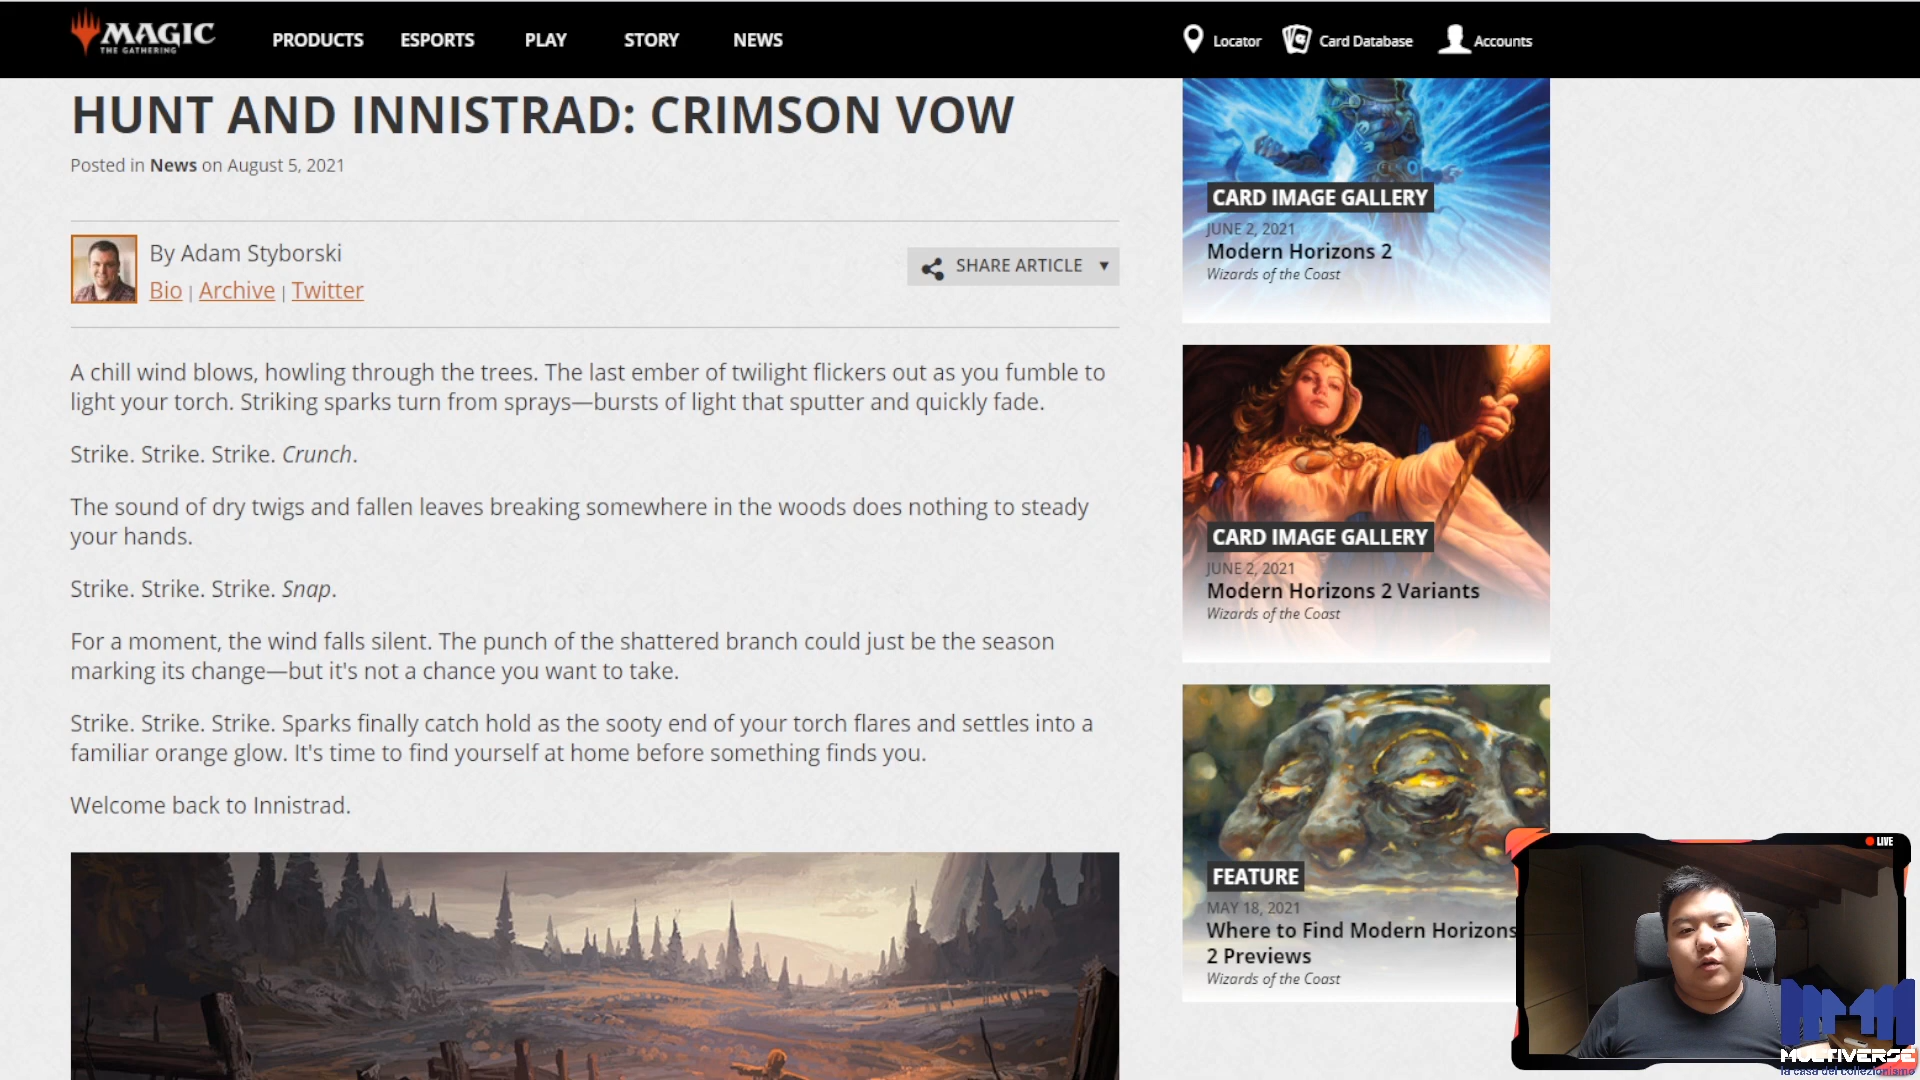 MAGIC
THE GATHERING
PRODUCTS
ESPORTS
PLAY
STORY
NEWS
Locator
Card Database
Accounts
HUNT AND INNISTRAD: CRIMSON VOW
Posted in News on August 5, 2021
By Adam Styborski
Bio | Archive | Twitter
SHARE ARTICLE
A chill wind blows, howling through the trees. The last ember of twilight flickers out as you fumble to
light your torch. Striking sparks turn from sprays—bursts of light that sputter and quickly fade.
Strike. Strike. Strike. Crunch.
The sound of dry twigs and fallen leaves breaking somewhere in the woods does nothing to steady
your hands.
Strike. Strike. Strike. Snap.
For a moment, the wind falls silent. The punch of the shattered branch could just be the season
marking its change—but it's not a chance you want to take.
Strike. Strike. Strike. Sparks finally catch hold as the sooty end of your torch flares and settles into a
familiar orange glow. It's time to find yourself at home before something finds you.
Welcome back to Innistrad.
CARD IMAGE GALLERY
JUNE 2, 2021
Modern Horizons 2
Wizards of the Coast
CARD IMAGE GALLERY
JUNE 2, 2021
Modern Horizons 2 Variants
Wizards of the Coast
FEATURE
MAY 18, 2021
Where to Find Modern Horizons
2 Previews
Wizards of the Coast
LIVE
MULTIVERSE
la casa del collezionismo